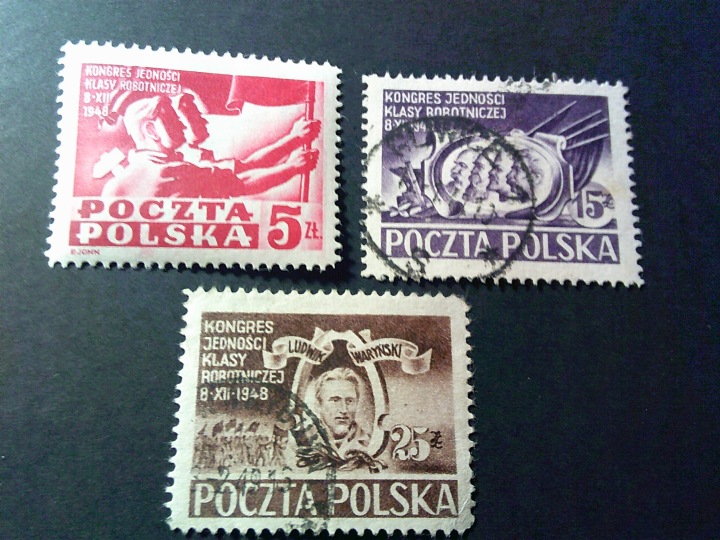 KONGRES JEDNOŚCI
KLASY ROBOTNICZEJ
8·XII
1948
POCZTA
POLSKA 5 ZŁ.
KONGRES JEDNOŚCI
KLASY ROBOTNICZEJ
15 Zł
POCZTA POLSKA
KONGRES
JEDNOŚCI
KLASY
ROBOTNICZEJ
8·XII·1948
LUDWIK WARYŃSKI
25 Zł
POCZTA POLSKA